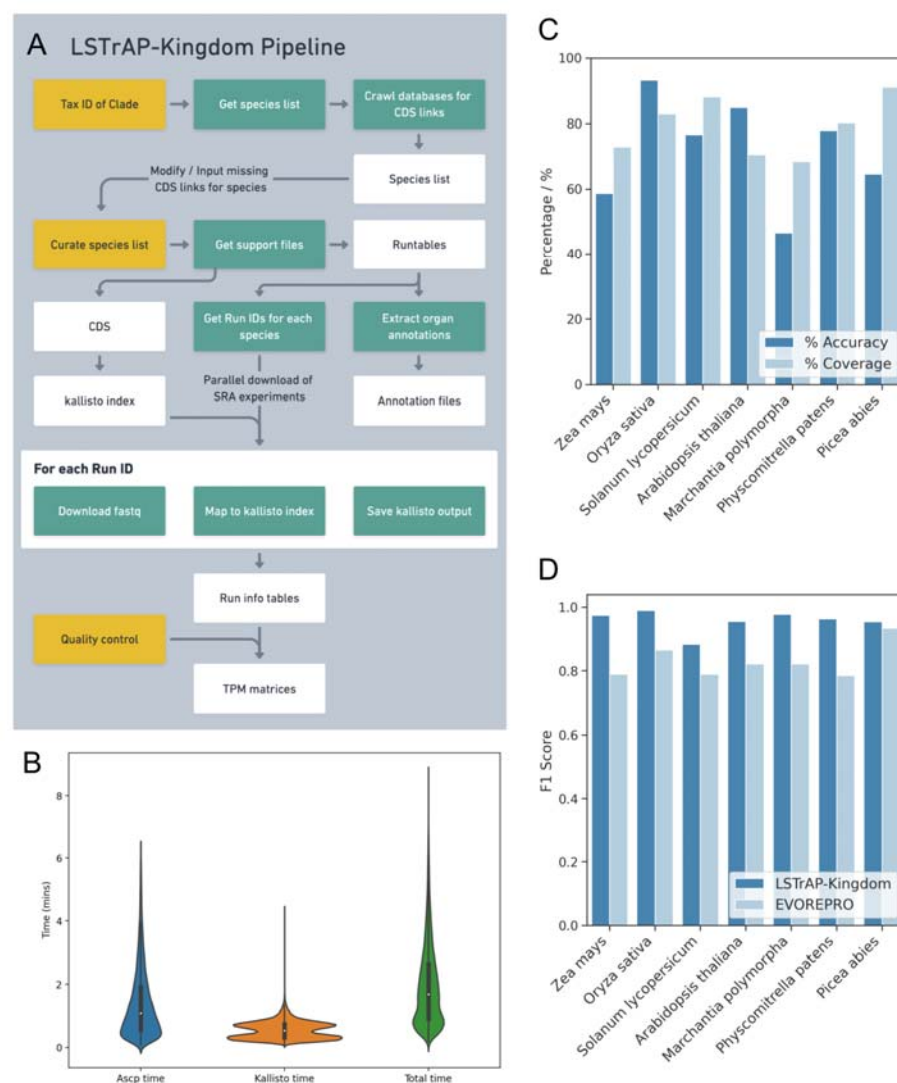 A
LSTrAP-Kingdom Pipeline
Tax ID of Clade
Get species list
Crawl databases for
CDS links
Modify / Input missing
CDS links for species
Species list
Curate species list
Get support files
Runtables
CDS
Get Run IDs for each
species
Extract organ
annotations
kallisto index
Parallel download of
SRA experiments
Annotation files
For each Run ID
Download fastq
Map to kallisto index
Save kallisto output
Run info tables
Quality control
TPM matrices
B
Time (mins)
8
6
4
2
0
Ascp time
Kallisto time
Total time
C
Percentage / %
100
80
60
40
20
0
% Accuracy
% Coverage
Zea mays
Oryza sativa
Solanum lycopersicum
Arabidopsis thaliana
Marchantia polymorpha
Physcomitrella patens
Picea abies
D
F1 Score
1.0
0.8
0.6
0.4
0.2
0.0
LSTrAP-Kingdom
EVOREPRO
Zea mays
Oryza sativa
Solanum lycopersicum
Arabidopsis thaliana
Marchantia polymorpha
Physcomitrella patens
Picea abies